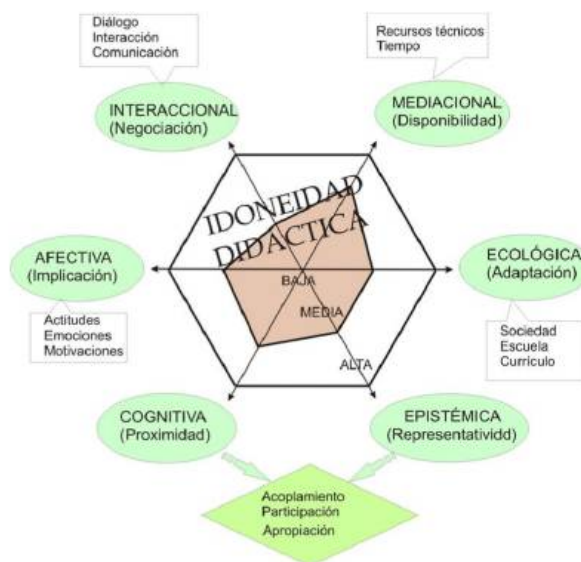 Diálogo
Interacción
Comunicación
Recursos técnicos
Tiempo
INTERACCIONAL
(Negociación)
MEDIACIONAL
(Disponibilidad)
IDONEIDAD
DIDÁCTICA
AFECTIVA
(Implicación)
ECOLÓGICA
(Adaptación)
BAJA
MEDIA
ALTA
Actitudes
Emociones
Motivaciones
Sociedad
Escuela
Currículo
COGNITIVA
(Proximidad)
EPISTÉMICA
(Representatividd)
Acoplamiento
Participación
Apropiación